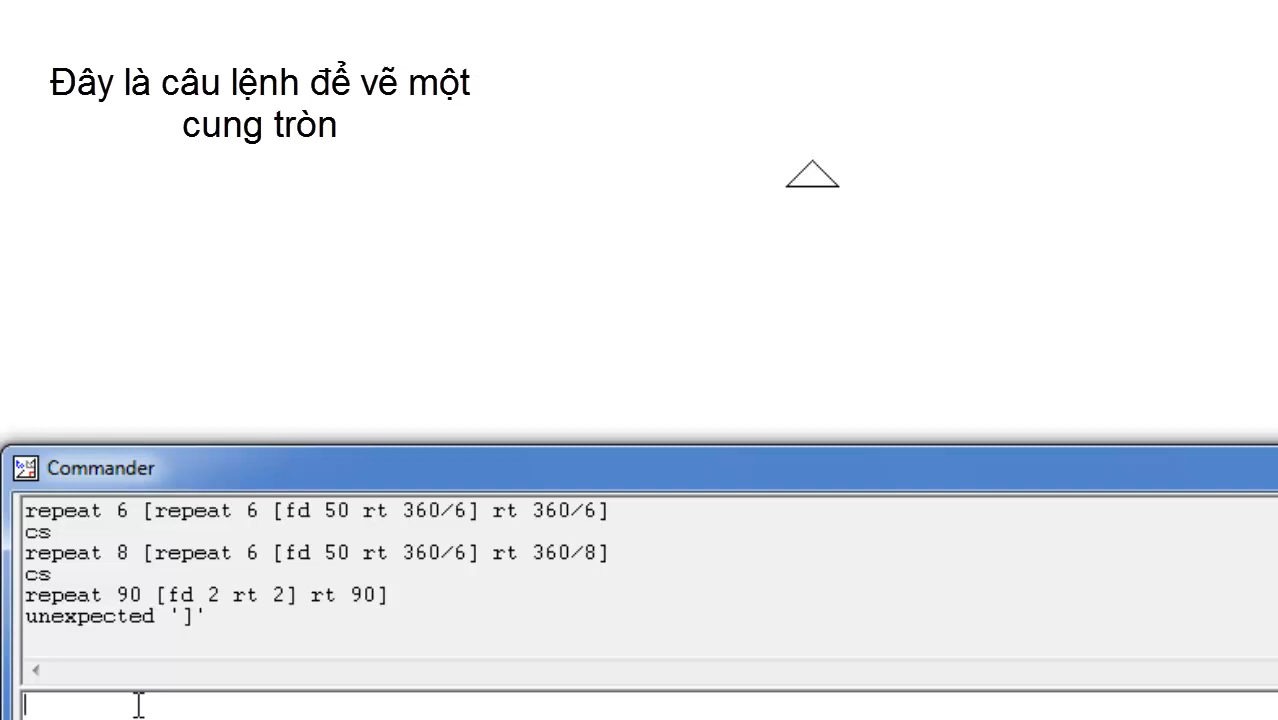 Đây là câu lệnh để vẽ một
cung tròn
Commander
repeat 6 [repeat 6 [fd 50 rt 360/6] rt 360/6]
cs
repeat 8 [repeat 6 [fd 50 rt 360/6] rt 360/8]
cs
repeat 90 [fd 2 rt 2] rt 90]
unexpected ']'